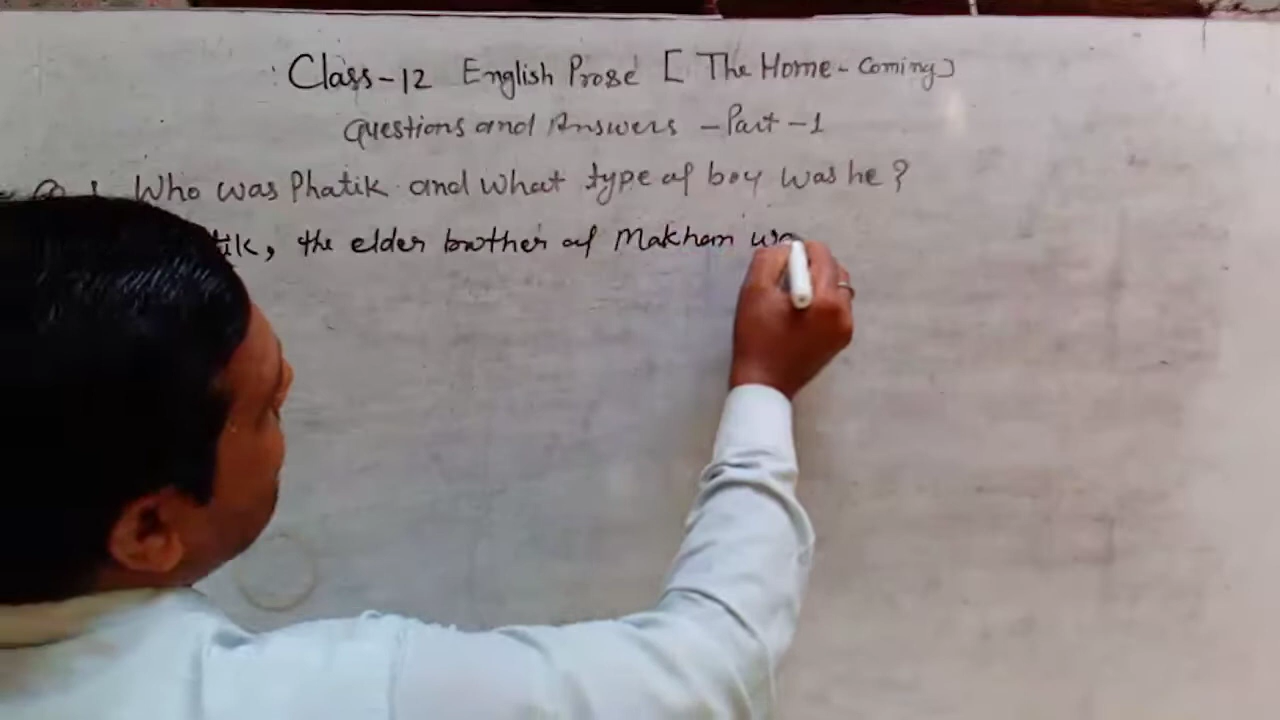 Class-12 English Prose [ The Home-Coming ]
Questions and Answers - Part-1
Who was Phatik and what type of boy was he?
tik, the elder brother of Makham wa